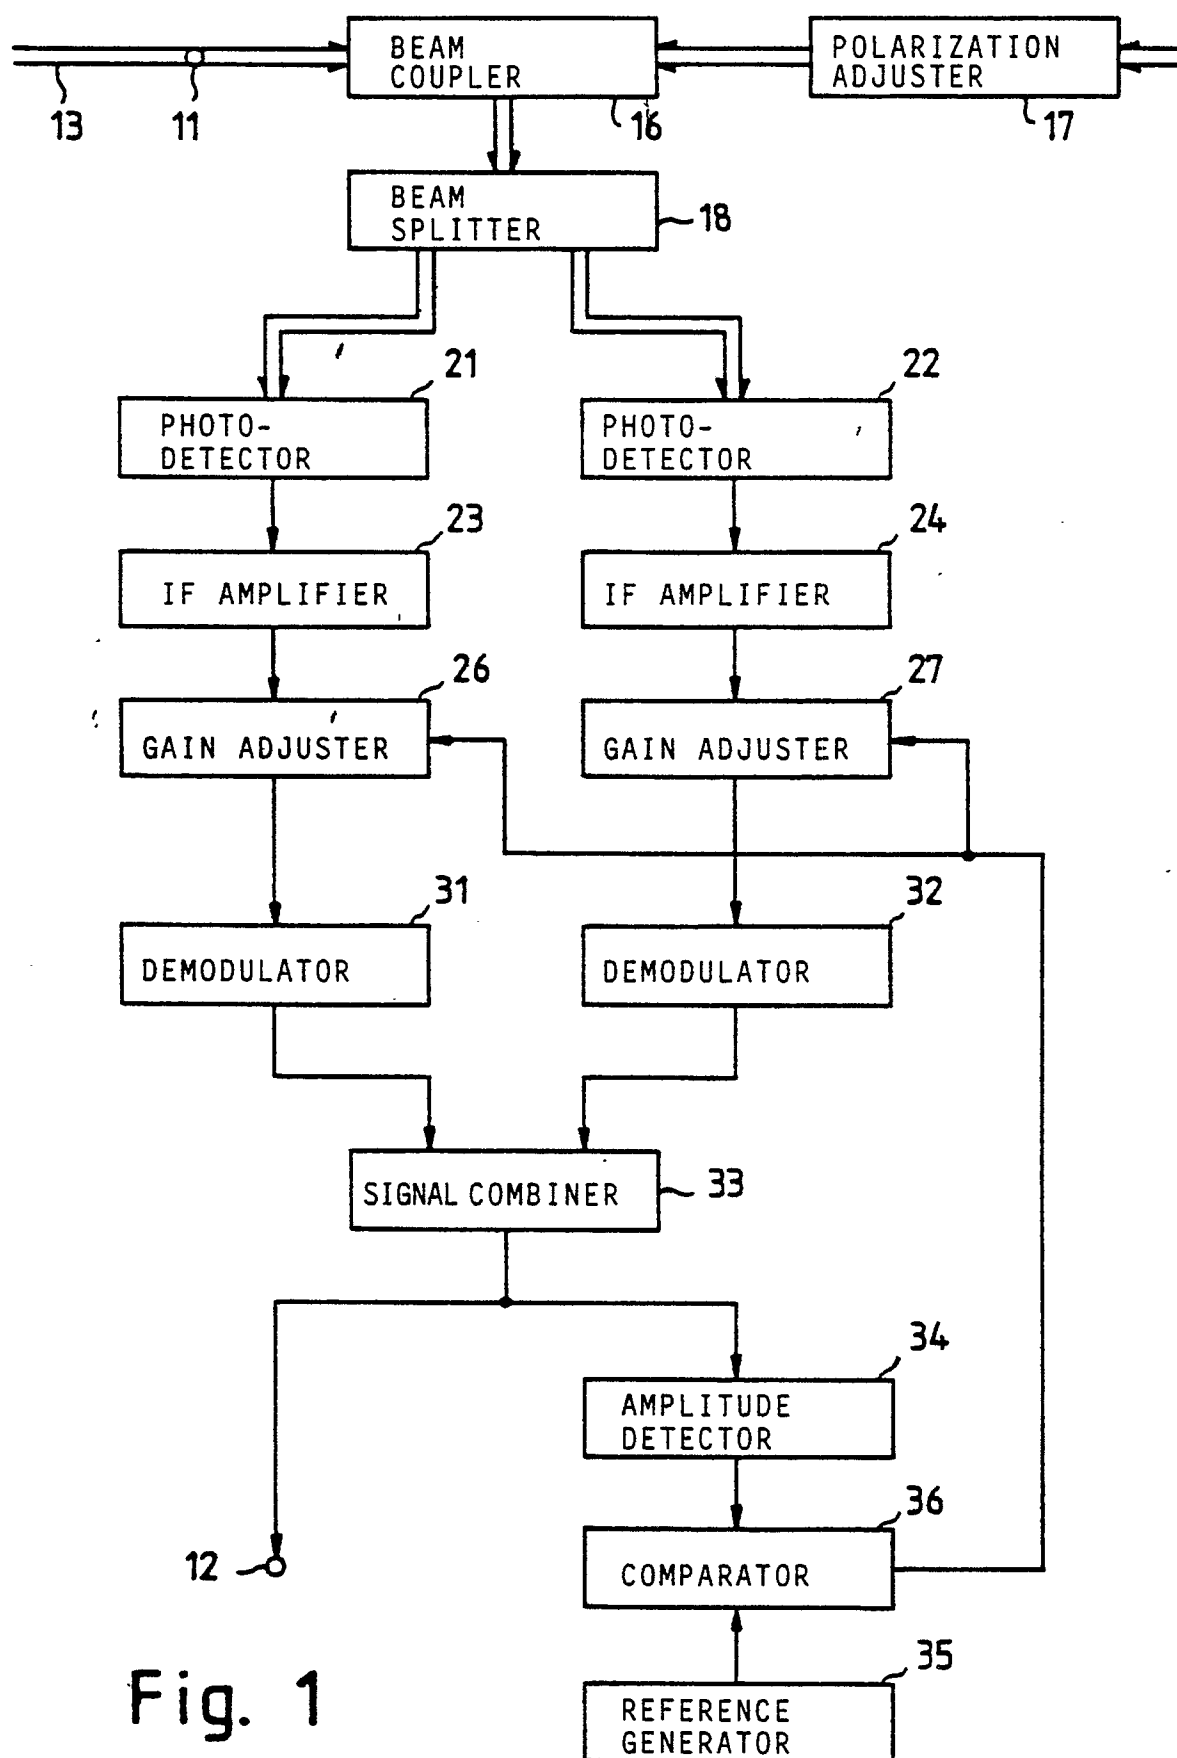 BEAM
COUPLER
POLARIZATION
ADJUSTER
13
11
16
17
BEAM
SPLITTER
18
21
22
PHOTO-
DETECTOR
PHOTO-
DETECTOR
23
24
IF AMPLIFIER
IF AMPLIFIER
26
27
GAIN ADJUSTER
GAIN ADJUSTER
31
32
DEMODULATOR
DEMODULATOR
SIGNAL COMBINER
33
34
AMPLITUDE
DETECTOR
36
12
COMPARATOR
35
Fig. 1
REFERENCE
GENERATOR